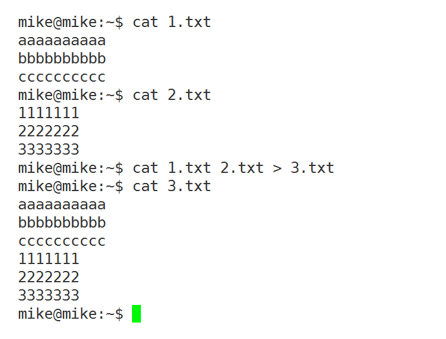 mike@mike:~$ cat 1.txt
aaaaaaaaaa
bbbbbbbbbb
cccccccccc
mike@mike:~$ cat 2.txt
1111111
2222222
3333333
mike@mike:~$ cat 1.txt 2.txt > 3.txt
mike@mike:~$ cat 3.txt
aaaaaaaaaa
bbbbbbbbbb
cccccccccc
1111111
2222222
3333333
mike@mike:~$